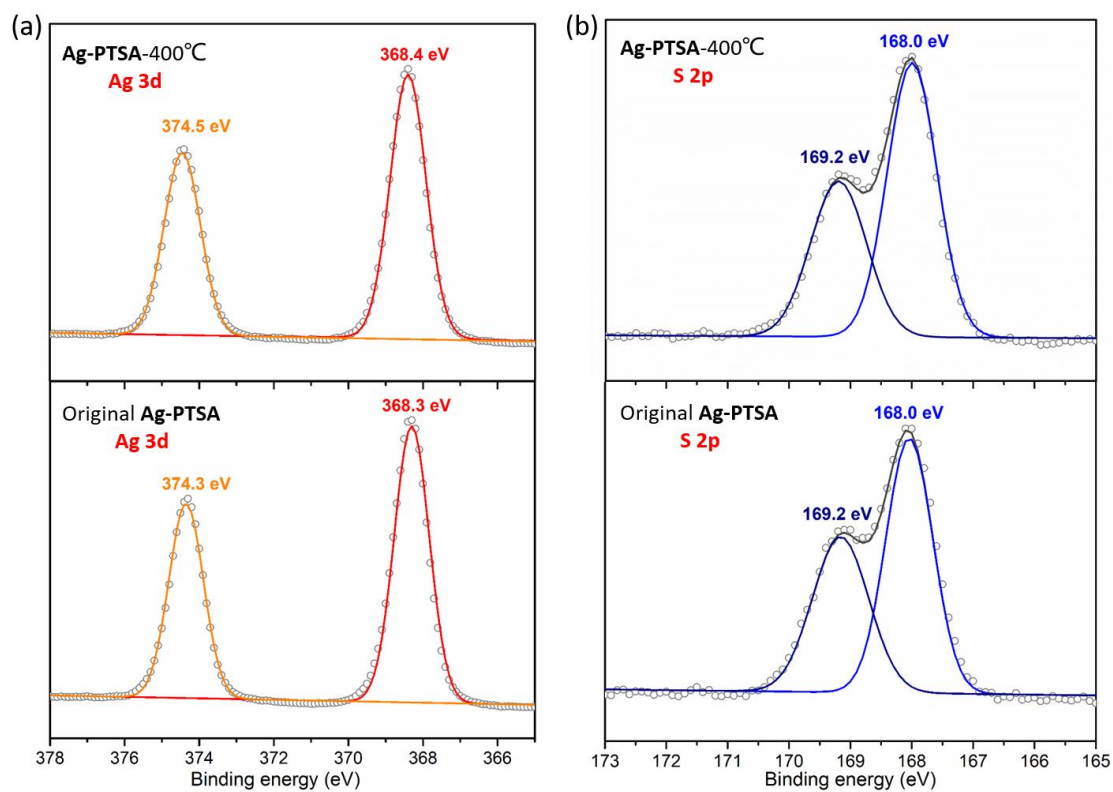 (a)
Ag-PTSA-400℃
Ag 3d
374.5 eV
368.4 eV
Original Ag-PTSA
Ag 3d
374.3 eV
368.3 eV
378 376 374 372 370 368 366
Binding energy (eV)
(b)
Ag-PTSA-400℃
S 2p
169.2 eV
168.0 eV
Original Ag-PTSA
S 2p
169.2 eV
168.0 eV
173 172 171 170 169 168 167 166 165
Binding energy (eV)